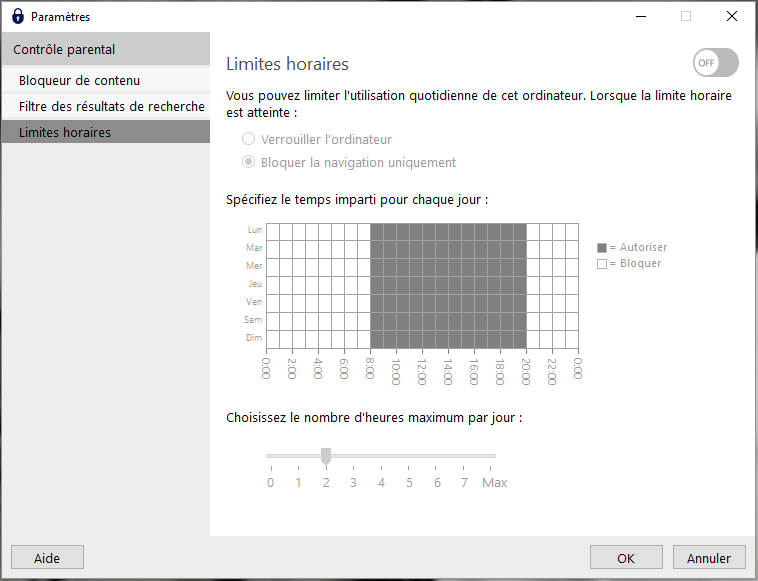 Paramètres
Contrôle parental
Bloqueur de contenu
Filtre des résultats de recherche
Limites horaires
Limites horaires
OFF
Vous pouvez limiter l'utilisation quotidienne de cet ordinateur. Lorsque la limite horaire
est atteinte :
Verrouiller l'ordinateur
Bloquer la navigation uniquement
Spécifiez le temps imparti pour chaque jour :
Lun
Mar
Mer
Jeu
Ven
Sam
Dim
= Autoriser
= Bloquer
0:00 2:00 4:00 6:00 8:00 10:00 12:00 14:00 16:00 18:00 20:00 22:00 0:00
Choisissez le nombre d'heures maximum par jour :
0 1 2 3 4 5 6 7 Max
Aide
OK
Annuler